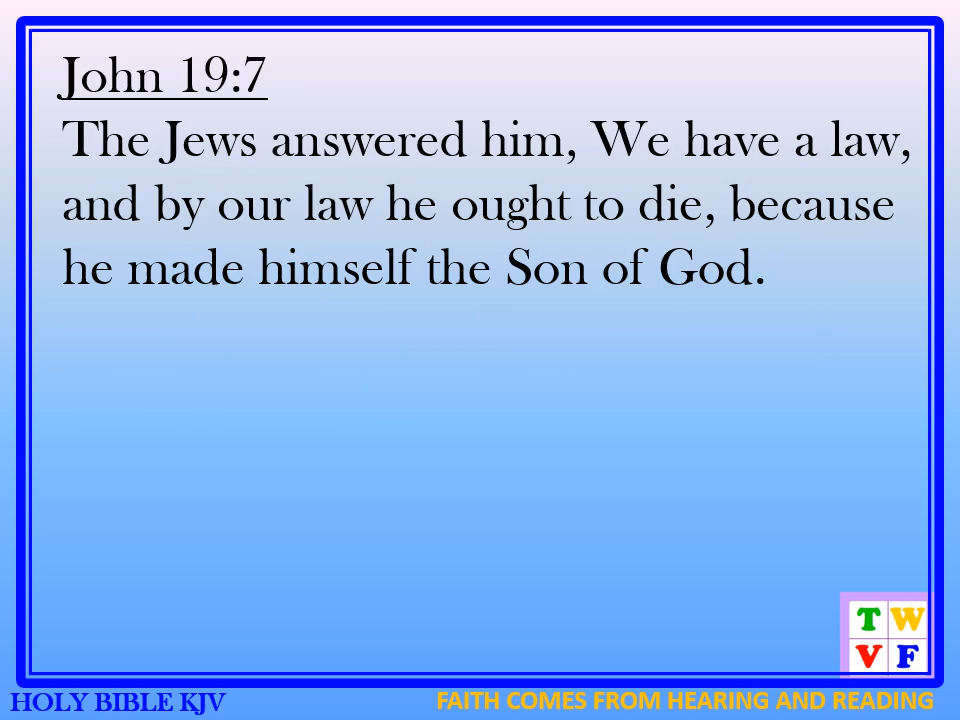 John 19:7
The Jews answered him, We have a law,
and by our law he ought to die, because
he made himself the Son of God.
T W
V F
HOLY BIBLE KJV
FAITH COMES FROM HEARING AND READING